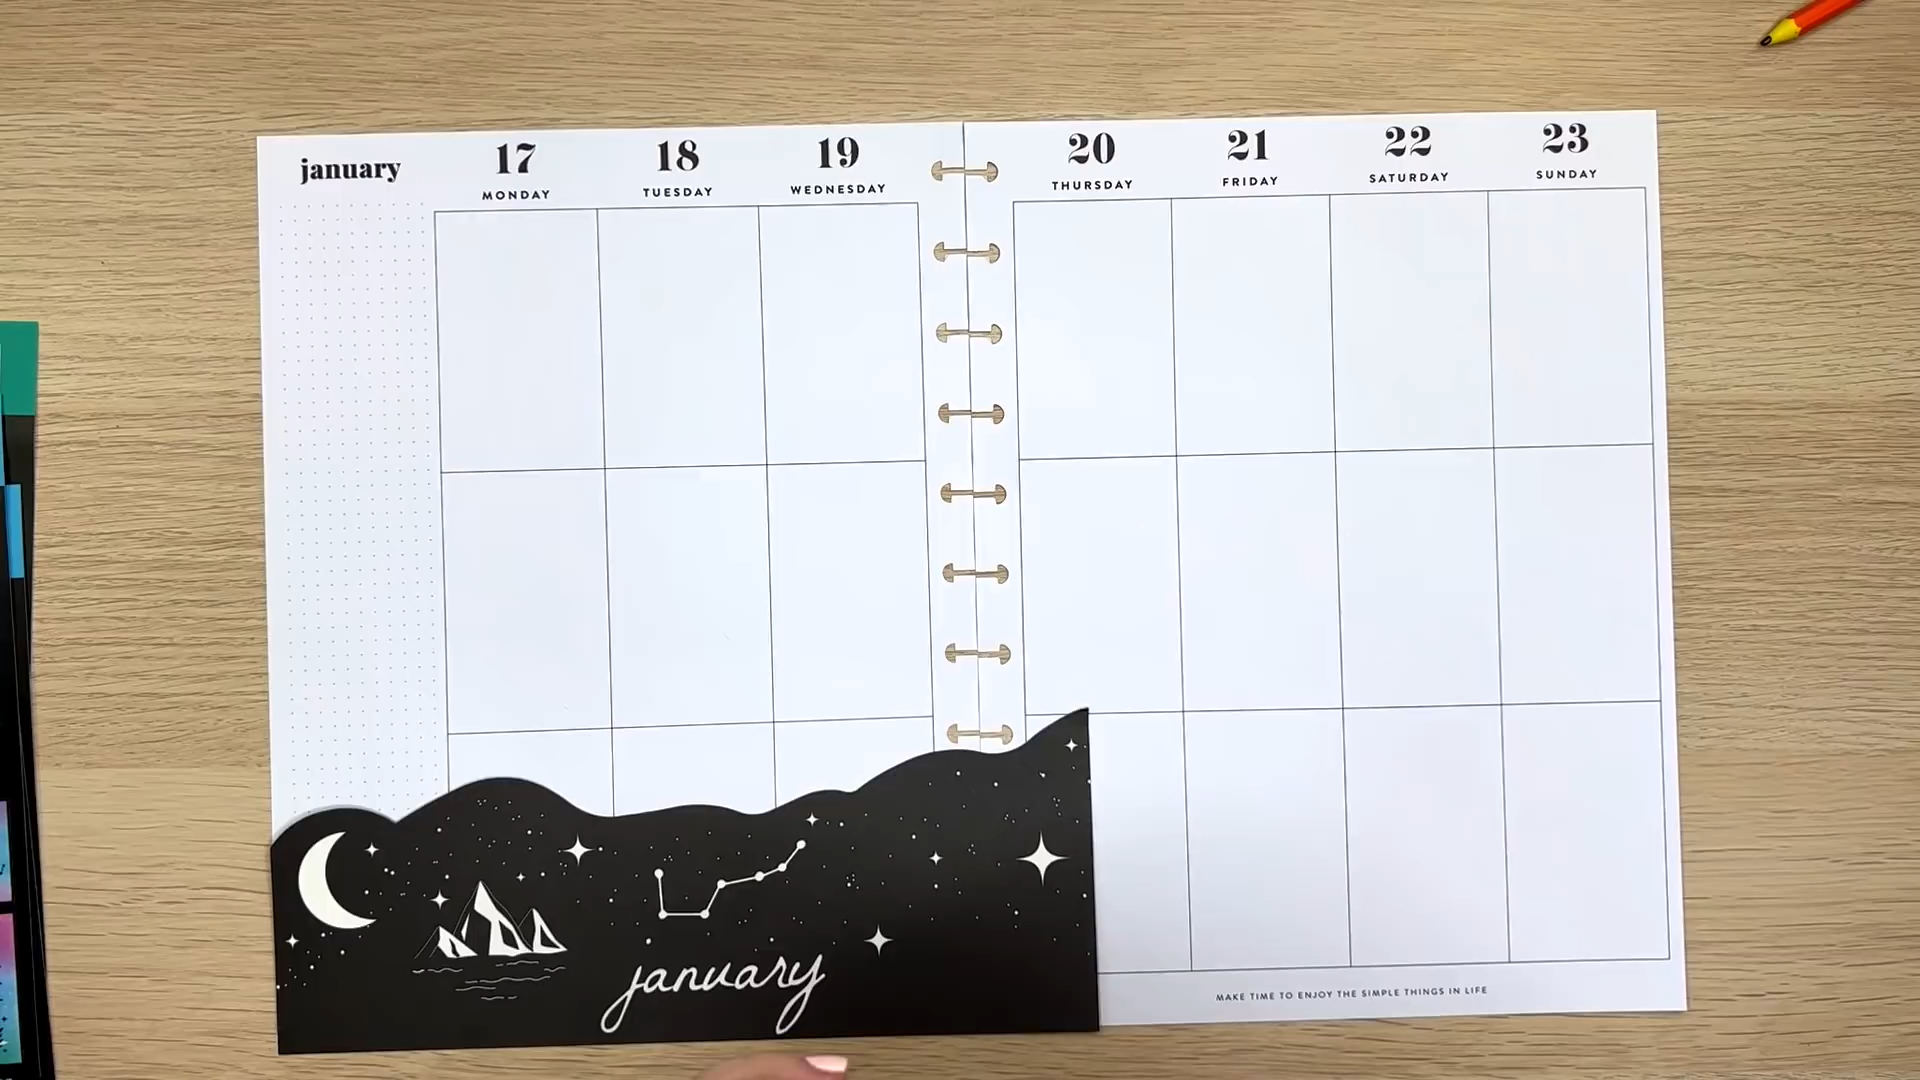 january
17 18 19 20 21 22 23
MONDAY TUESDAY WEDNESDAY THURSDAY FRIDAY SATURDAY SUNDAY
january
MAKE TIME TO ENJOY THE SIMPLE THINGS IN LIFE